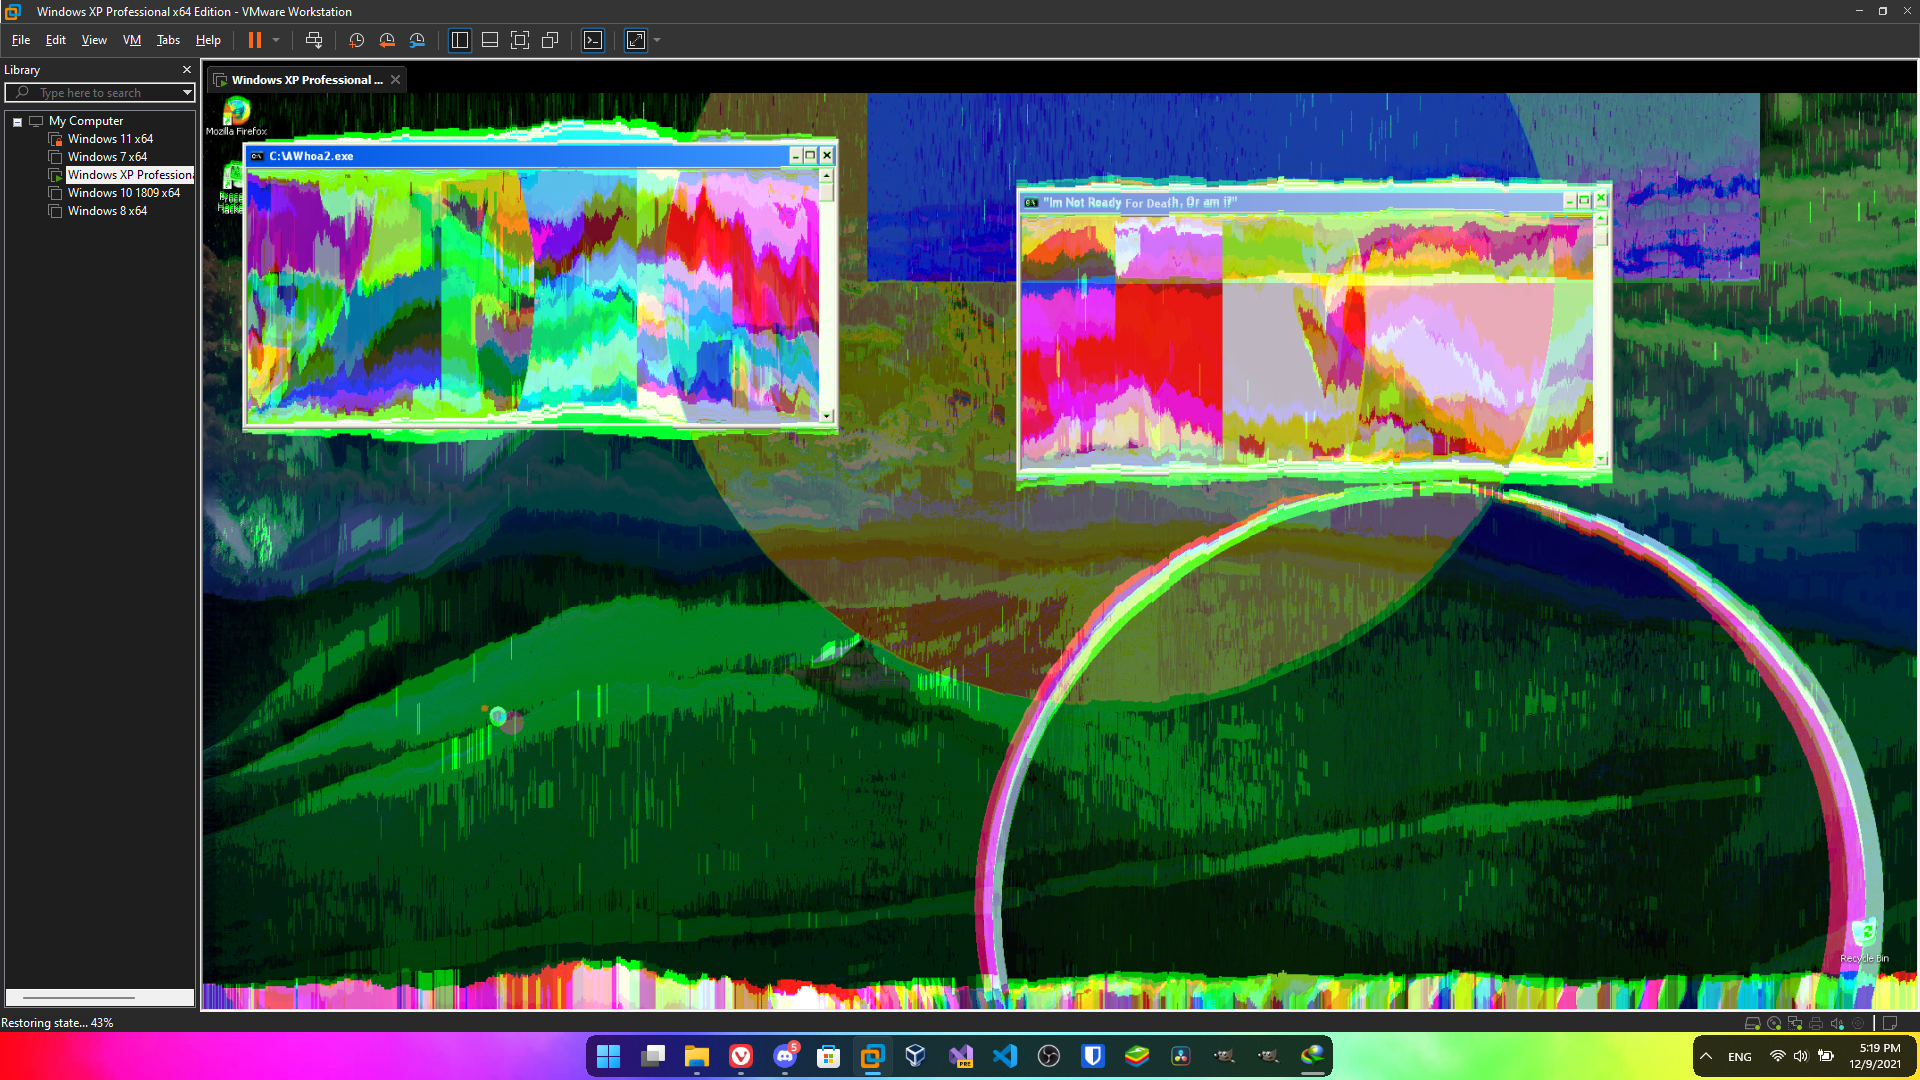 Windows XP Professional x64 Edition - VMware Workstation
File Edit View VM Tabs Help
Library
Type here to search
My Computer
Windows 11 x64
Windows 7 x64
Windows XP Professiona
Windows 10 1809 x64
Windows 8 x64
Windows XP Professional ...
Mozilla Firefox
C:\AWhoa2.exe
"Im Not Ready For Death, Or am i?"
Recycle Bin
Restoring state... 43%
5
PRE
ENG
5:19 PM
12/9/2021